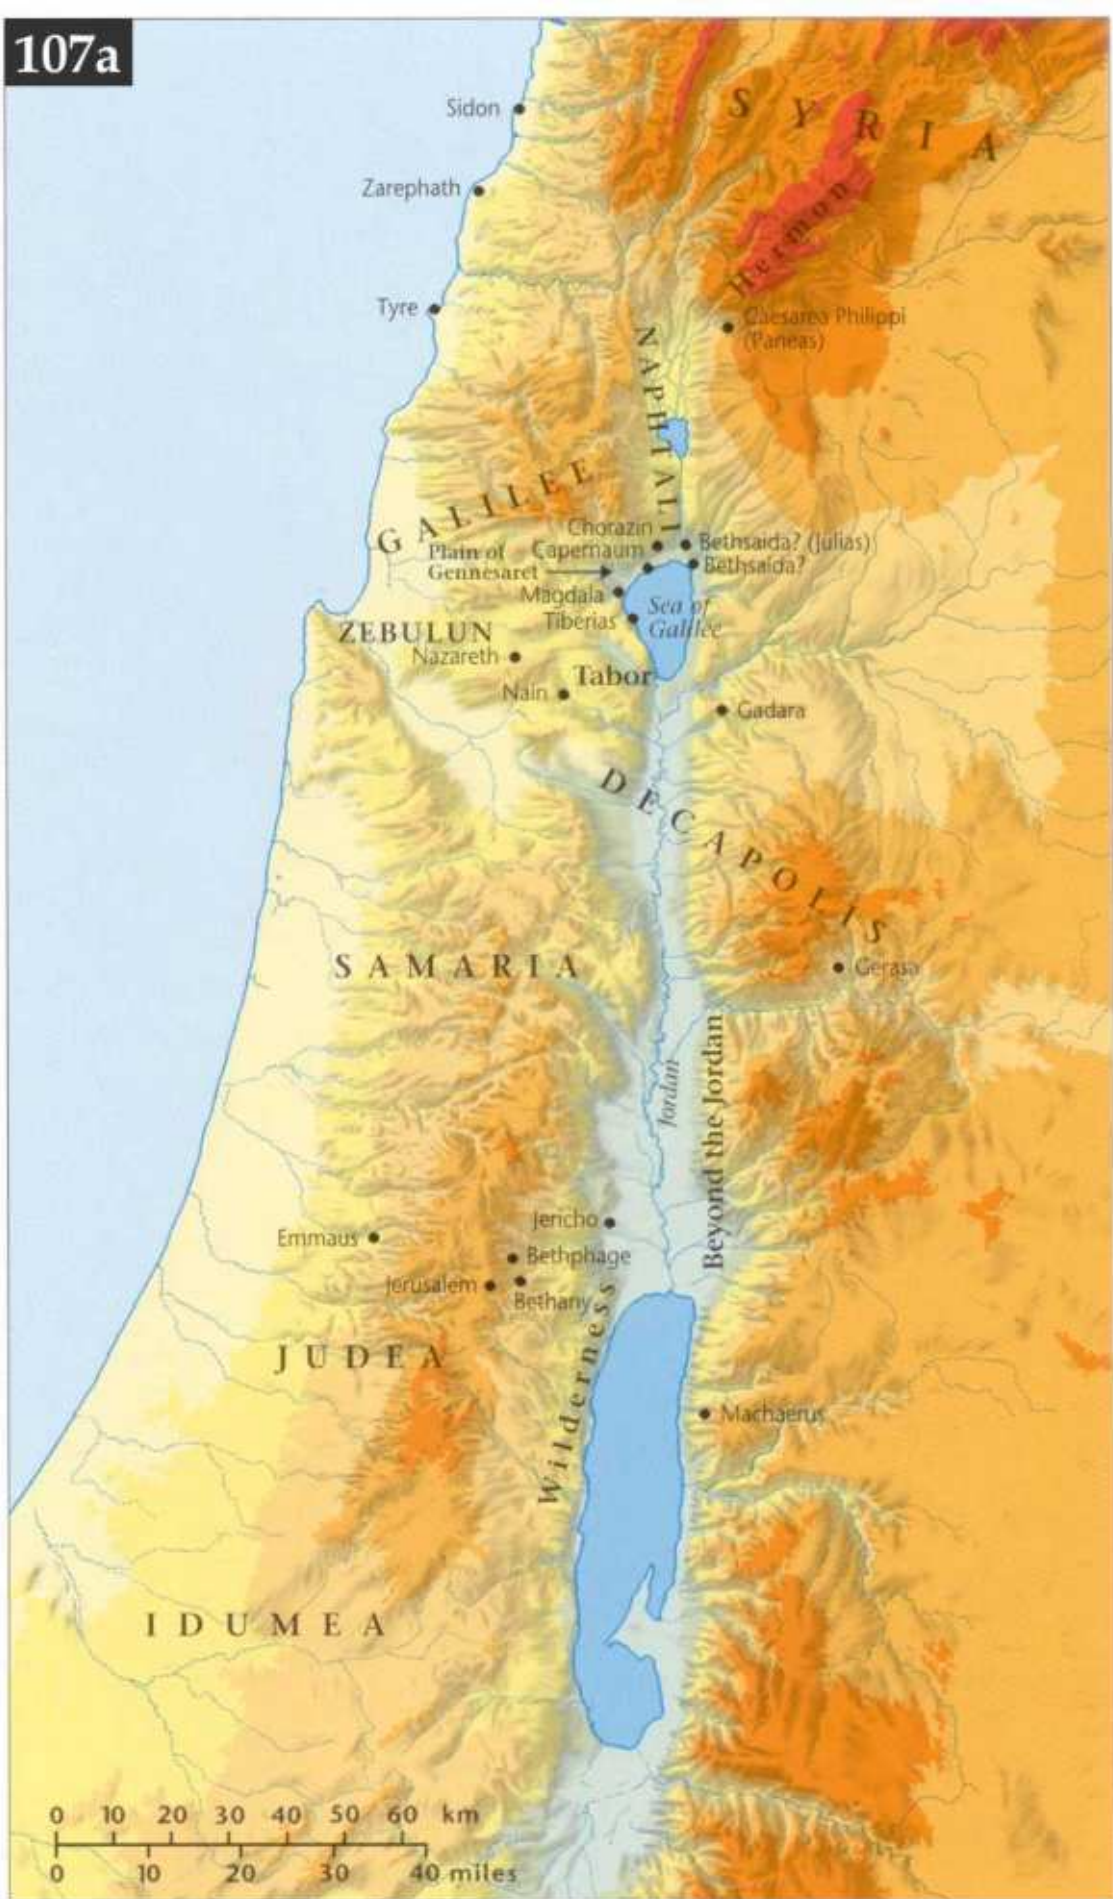 107a
Sidon
SYRIA
Zarephath
Hermon
Tyre
Caesarea Philippi
(Paneas)
NAPHTALI
GALILEE
Chorazin
Bethsaida? (Julias)
Plain of
Gennesaret
Capernaum
Bethsaida?
Magdala
Sea of
Galilee
Tiberias
ZEBULUN
Nazareth
Tabor
Nain
Gadara
DECAPOLIS
SAMARIA
Gerasa
Jordan
Beyond the Jordan
Jericho
Emmaus
Bethphage
Jerusalem
Bethany
Wilderness
JUDEA
Machaerus
IDUMEA
0 10 20 30 40 50 60 km
0 10 20 30 40 miles